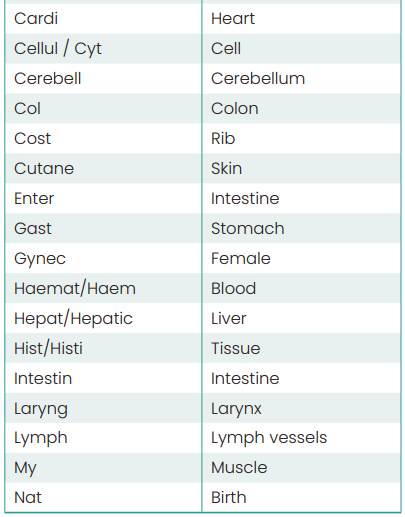 Cardi Heart
Cellul / Cyt Cell
Cerebell Cerebellum
Col Colon
Cost Rib
Cutane Skin
Enter Intestine
Gast Stomach
Gynec Female
Haemat/Haem Blood
Hepat/Hepatic Liver
Hist/Histi Tissue
Intestin Intestine
Laryng Larynx
Lymph Lymph vessels
My Muscle
Nat Birth